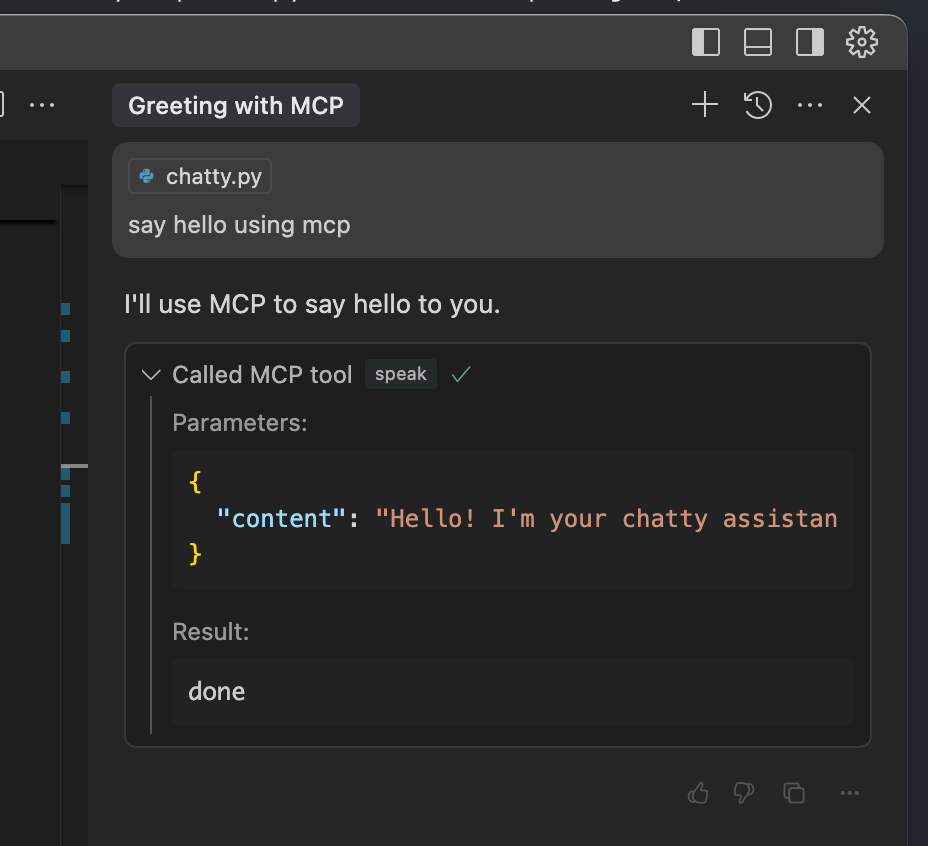 Greeting with MCP
chatty.py
say hello using mcp
I'll use MCP to say hello to you.
Called MCP tool speak
Parameters:
{
"content": "Hello! I'm your chatty assistan
}
Result:
done